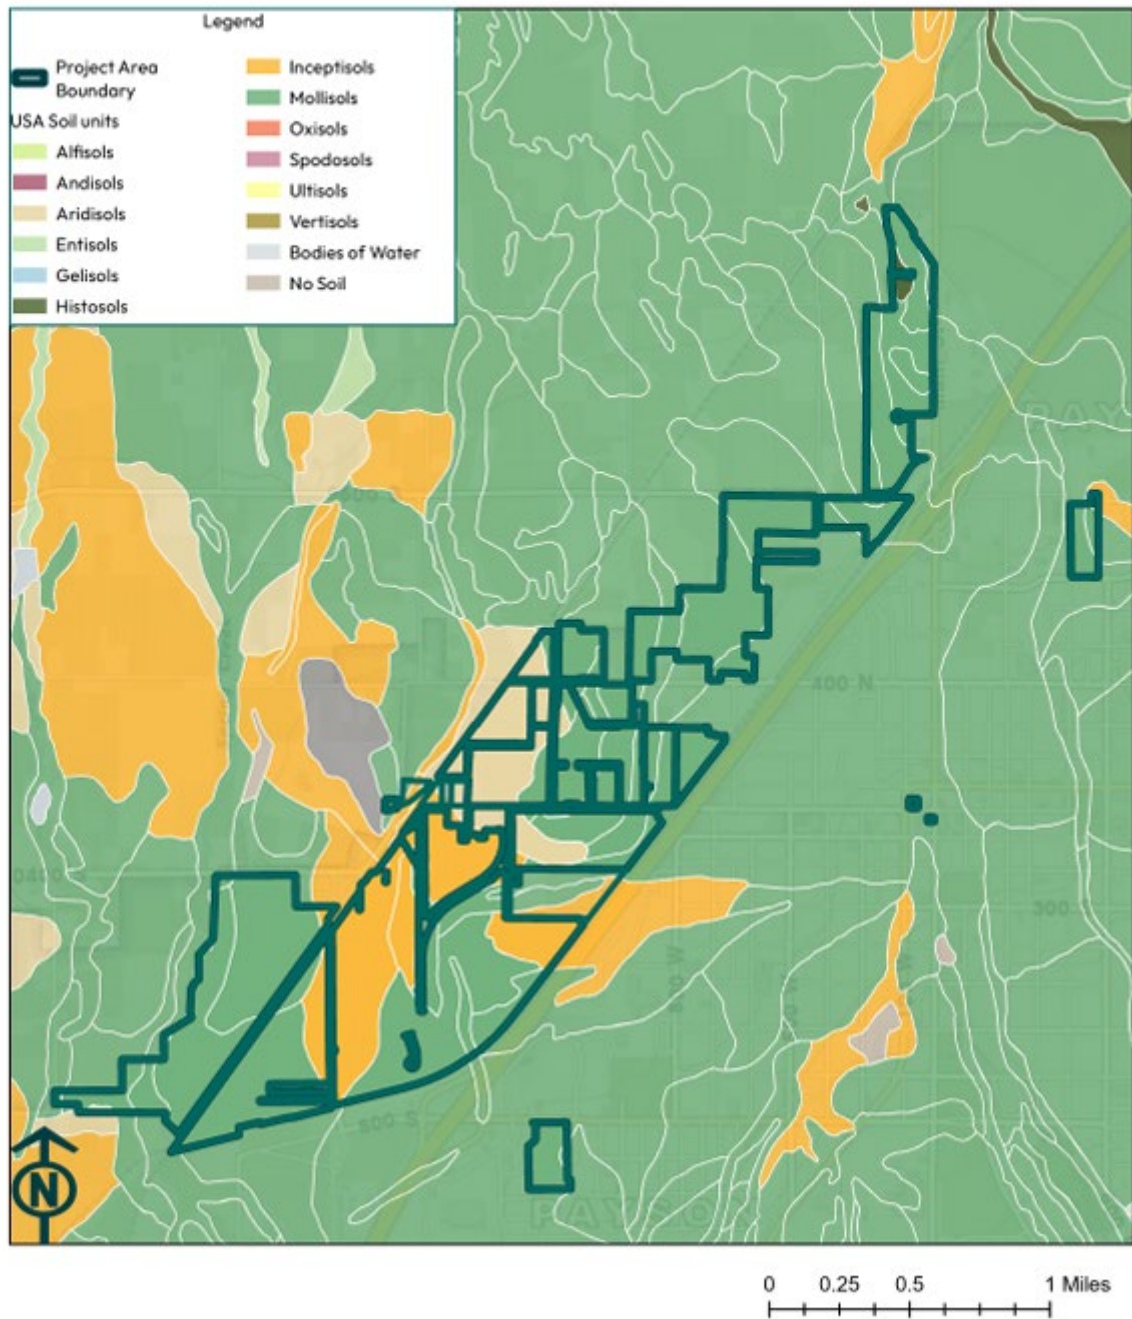 Legend
Project Area
Boundary
USA Soil units
Alfisols
Andisols
Aridisols
Entisols
Gelisols
Histosols
Inceptisols
Mollisols
Oxisols
Spodosols
Ultisols
Vertisols
Bodies of Water
No Soil
400 N
300 S
800 S
PAYSON
N
0 0.25 0.5 1 Miles